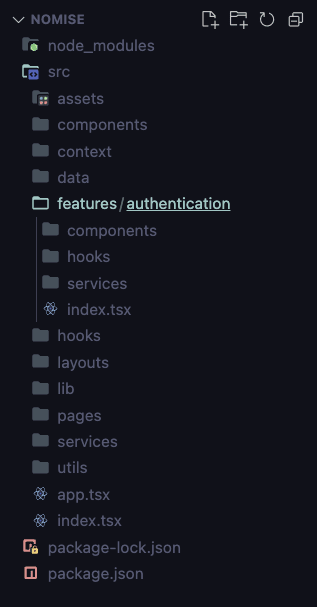 NOMISE
node_modules
src
assets
components
context
data
features/authentication
components
hooks
services
index.tsx
hooks
layouts
lib
pages
services
utils
app.tsx
index.tsx
package-lock.json
package.json